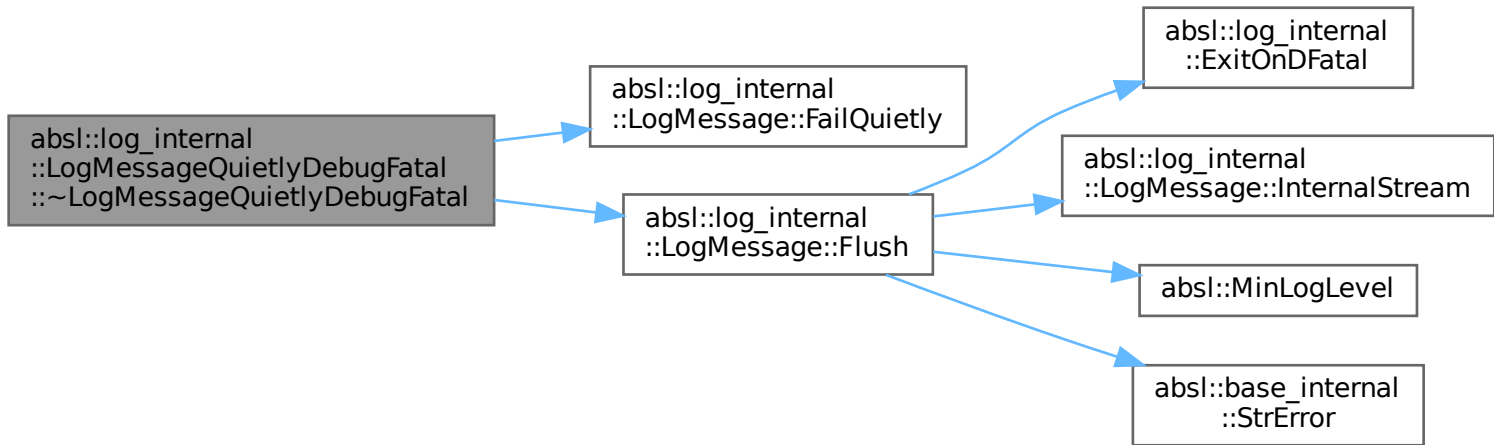 absl::log_internal
::LogMessageQuietlyDebugFatal
::~LogMessageQuietlyDebugFatal
absl::log_internal
::LogMessage::FailQuietly
absl::log_internal
::LogMessage::Flush
absl::log_internal
::ExitOnDFatal
absl::log_internal
::LogMessage::InternalStream
absl::MinLogLevel
absl::base_internal
::StrError